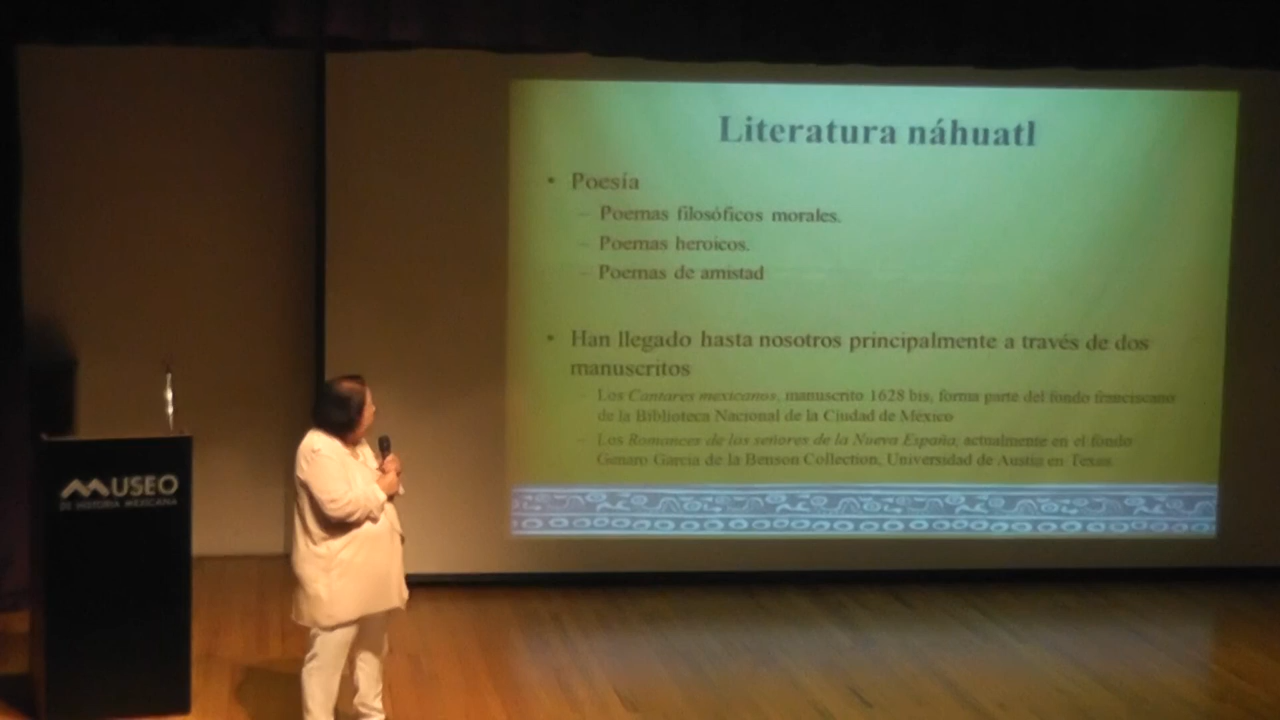 Literatura náhuatl
• Poesía
– Poemas filosóficos morales.
– Poemas heroicos.
– Poemas de amistad
• Han llegado hasta nosotros principalmente a través de dos
manuscritos
– Los Cantares mexicanos, manuscrito 1628 bis, forma parte del fondo franciscano
de la Biblioteca Nacional de la Ciudad de México
– Los Romances de los señores de la Nueva España, actualmente en el fondo
Genaro García de la Benson Collection, Universidad de Austin en Texas.
MUSEO
DE HISTORIA MEXICANA